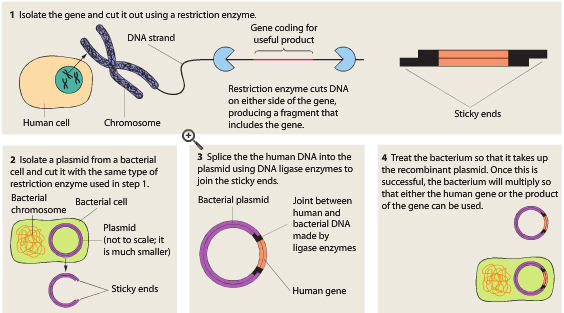 1 Isolate the gene and cut it out using a restriction enzyme.
DNA strand
Gene coding for
useful product
Restriction enzyme cuts DNA
on either side of the gene,
producing a fragment that
includes the gene.
Sticky ends
Human cell
Chromosome
2 Isolate a plasmid from a bacterial
cell and cut it with the same type of
restriction enzyme used in step 1.
Bacterial
chromosome
Bacterial cell
Plasmid
(not to scale; it
is much smaller)
Sticky ends
3 Splice the the human DNA into the
plasmid using DNA ligase enzymes to
join the sticky ends.
Bacterial plasmid
Joint between
human and
bacterial DNA
made by
ligase enzymes
Human gene
4 Treat the bacterium so that it takes up
the recombinant plasmid. Once this is
successful, the bacterium will multiply so
that either the human gene or the product
of the gene can be used.